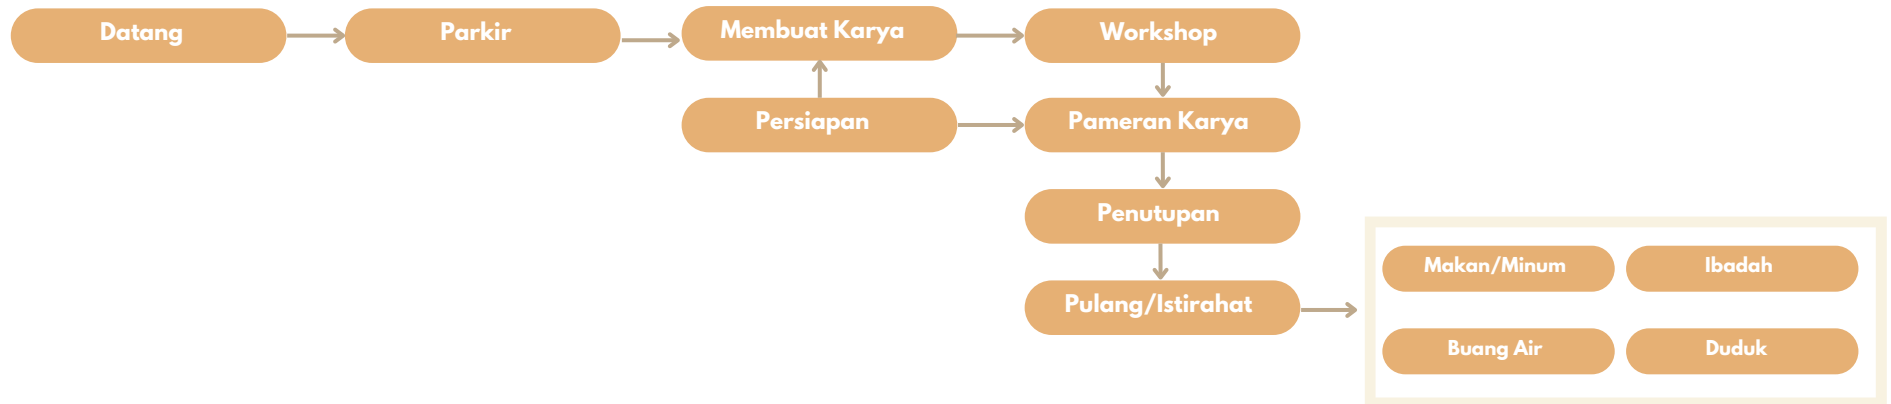 Datang
Parkir
Membuat Karya
Workshop
Persiapan
Pameran Karya
Penutupan
Pulang/Istirahat
Makan/Minum
Ibadah
Buang Air
Duduk